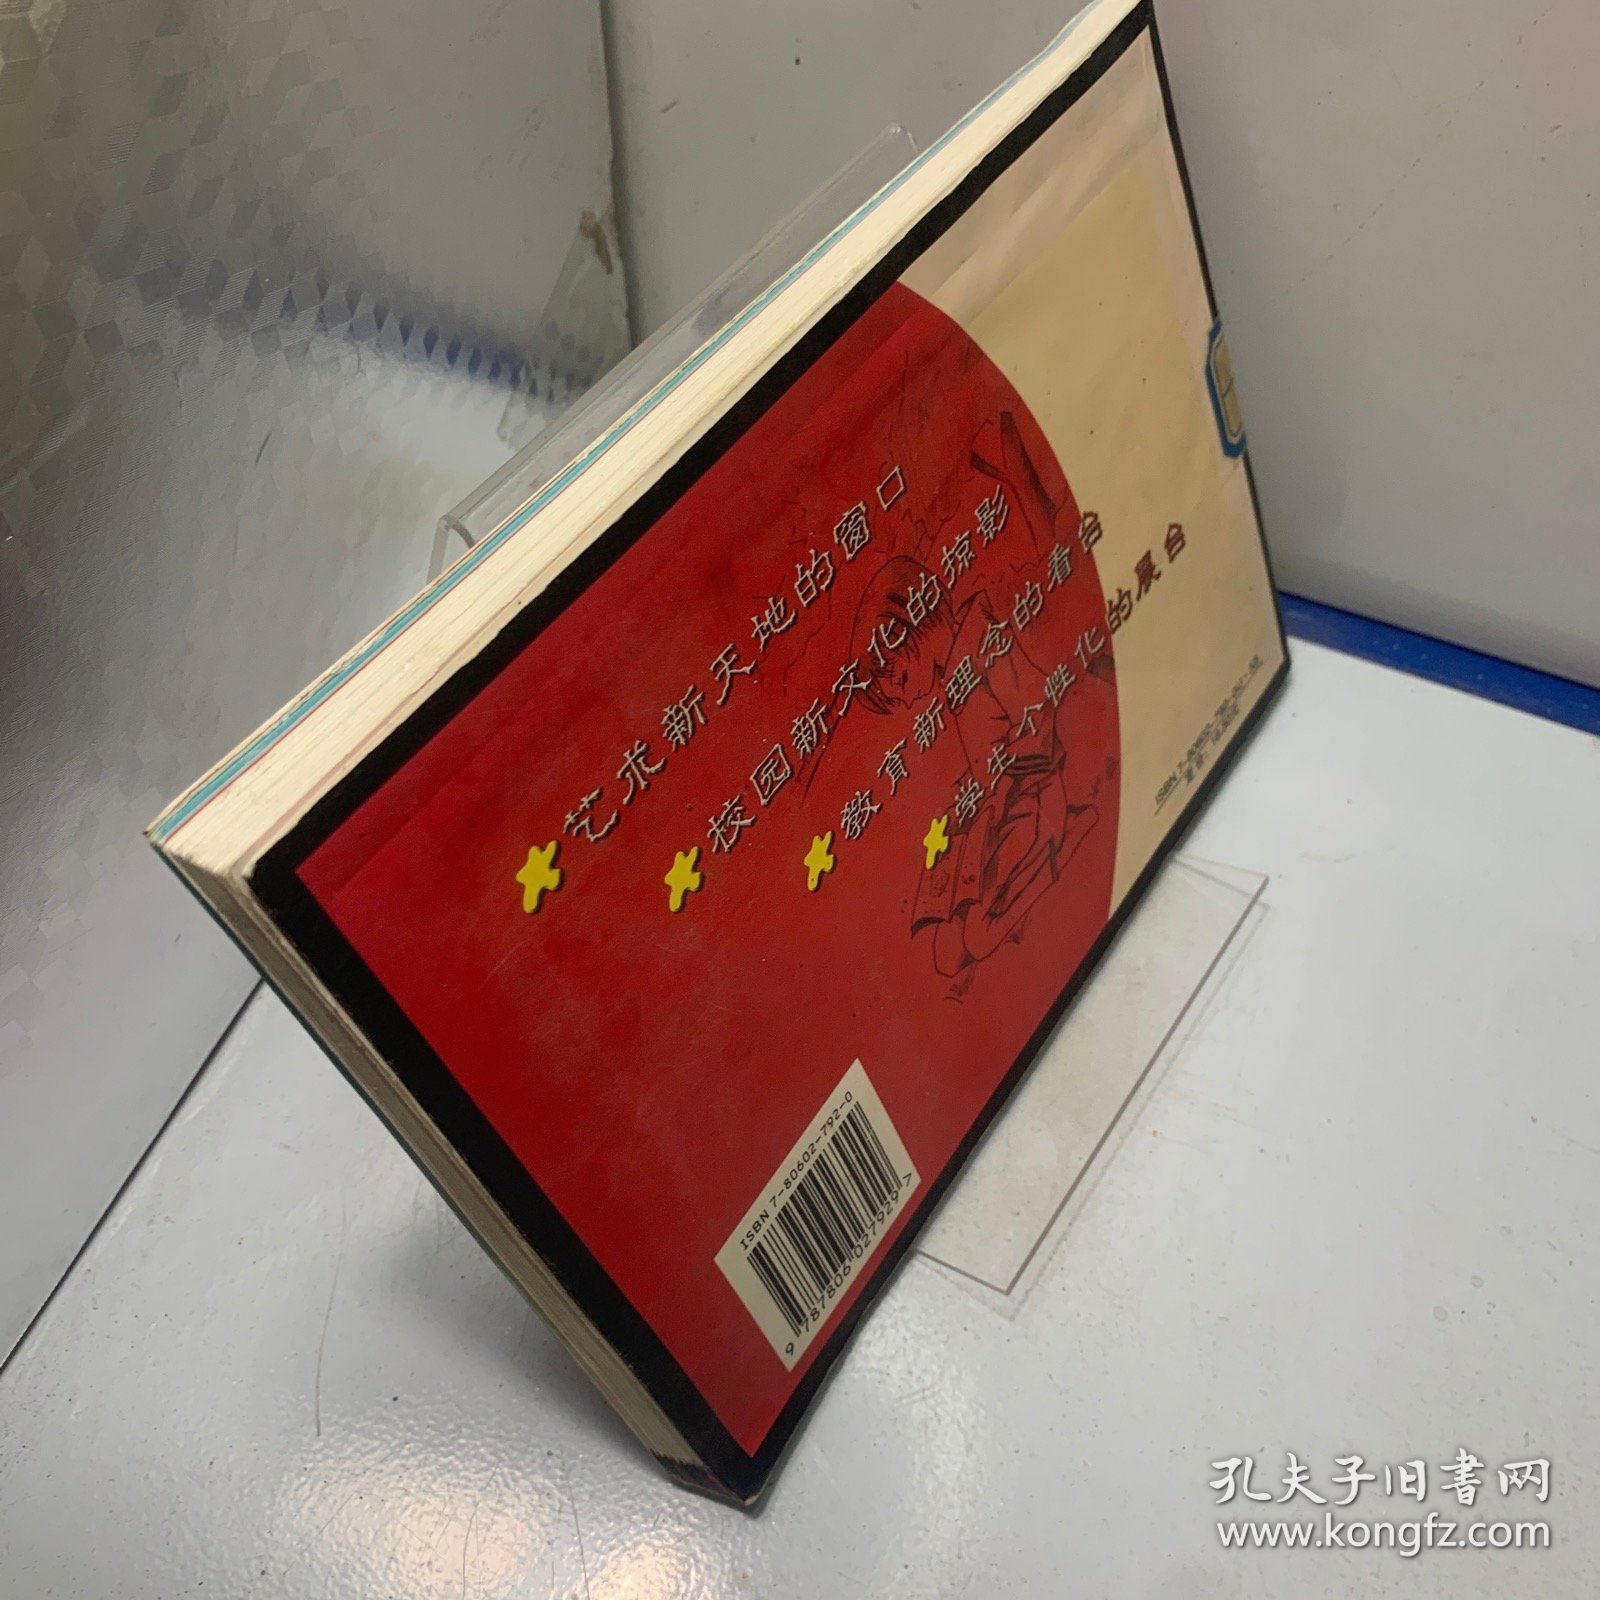 艺术新天地的窗口
校园新文化的掠影
教育新理念的看台
学生个性化的展台
ISBN 7-80602-792-0
9 787806 027929 >
孔夫子旧书网
www.kongfz.com